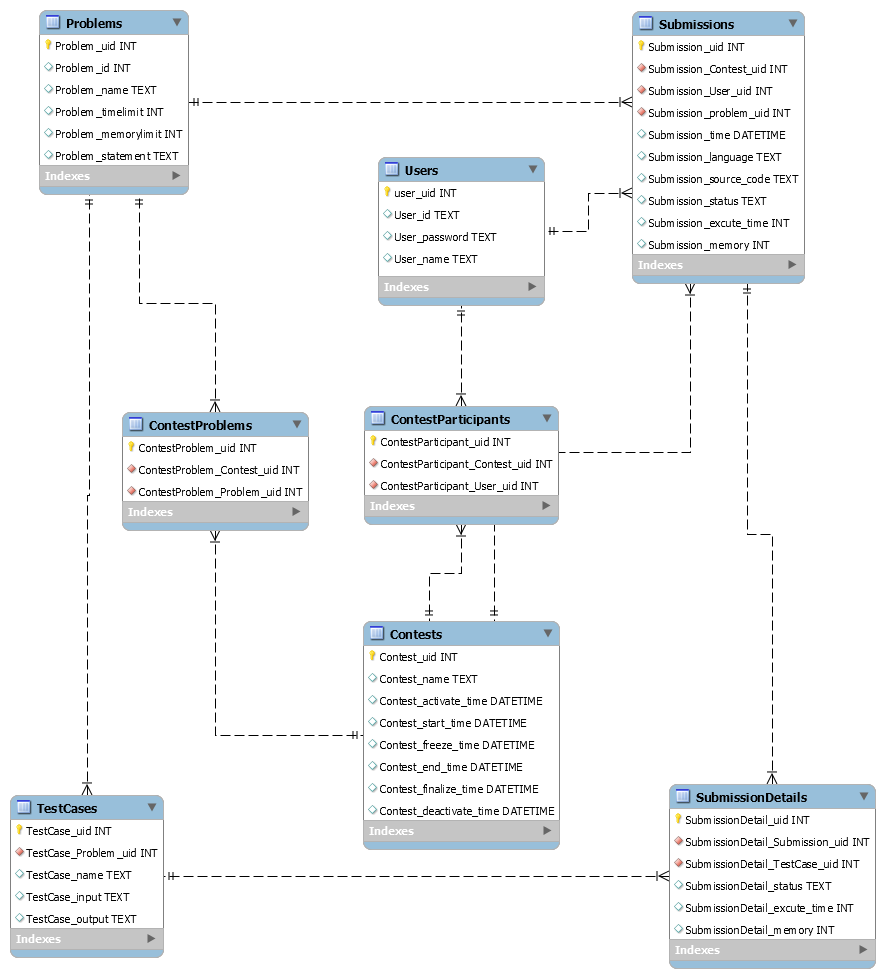 Problems
Problem_uid INT
Problem_id INT
Problem_name TEXT
Problem_timelimit INT
Problem_memorylimit INT
Problem_statement TEXT
Indexes
Submissions
Submission_uid INT
Submission_Contest_uid INT
Submission_User_uid INT
Submission_problem_uid INT
Submission_time DATETIME
Submission_language TEXT
Submission_source_code TEXT
Submission_status TEXT
Submission_excute_time INT
Submission_memory INT
Indexes
Users
user_uid INT
User_id TEXT
User_password TEXT
User_name TEXT
Indexes
ContestProblems
ContestProblem_uid INT
ContestProblem_Contest_uid INT
ContestProblem_Problem_uid INT
Indexes
ContestParticipants
ContestParticipant_uid INT
ContestParticipant_Contest_uid INT
ContestParticipant_User_uid INT
Indexes
Contests
Contest_uid INT
Contest_name TEXT
Contest_activate_time DATETIME
Contest_start_time DATETIME
Contest_freeze_time DATETIME
Contest_end_time DATETIME
Contest_finalize_time DATETIME
Contest_deactivate_time DATETIME
Indexes
TestCases
TestCase_uid INT
TestCase_Problem_uid INT
TestCase_name TEXT
TestCase_input TEXT
TestCase_output TEXT
Indexes
SubmissionDetails
SubmissionDetail_uid INT
SubmissionDetail_Submission_uid INT
SubmissionDetail_TestCase_uid INT
SubmissionDetail_status TEXT
SubmissionDetail_excute_time INT
SubmissionDetail_memory INT
Indexes